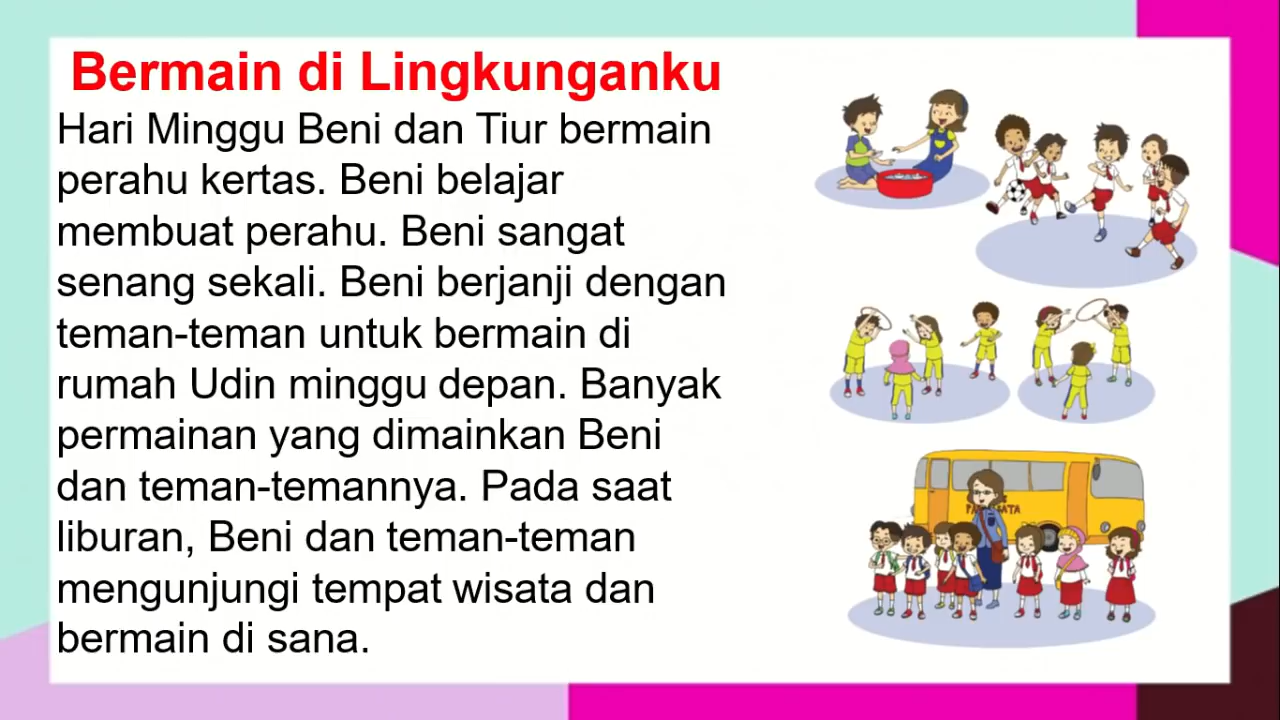 Bermain di Lingkunganku
Hari Minggu Beni dan Tiur bermain
perahu kertas. Beni belajar
membuat perahu. Beni sangat
senang sekali. Beni berjanji dengan
teman-teman untuk bermain di
rumah Udin minggu depan. Banyak
permainan yang dimainkan Beni
dan teman-temannya. Pada saat
liburan, Beni dan teman-teman
mengunjungi tempat wisata dan
bermain di sana.